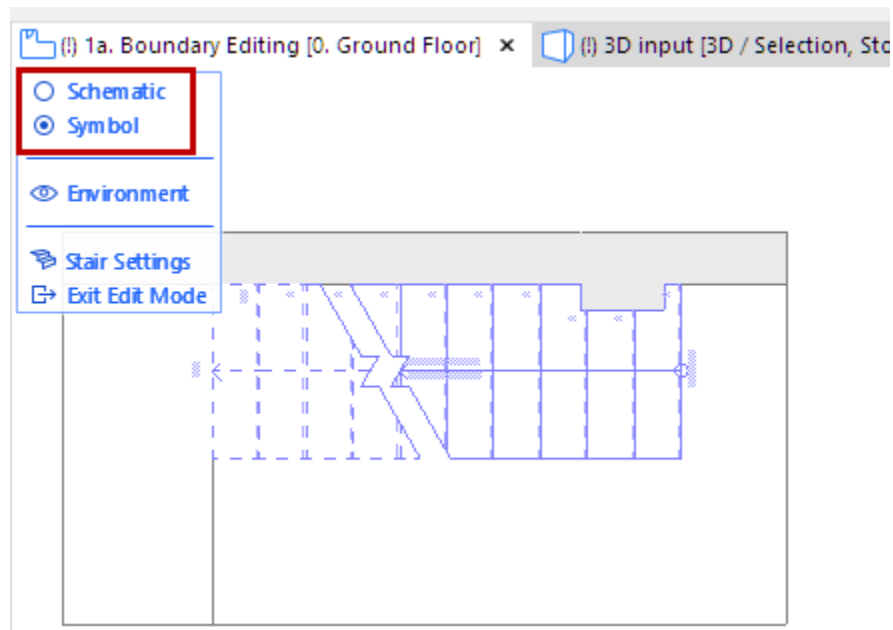 (!) 1a. Boundary Editing [0. Ground Floor]
(!) 3D input [3D / Selection, Sto
Schematic
Symbol
Environment
Stair Settings
Exit Edit Mode